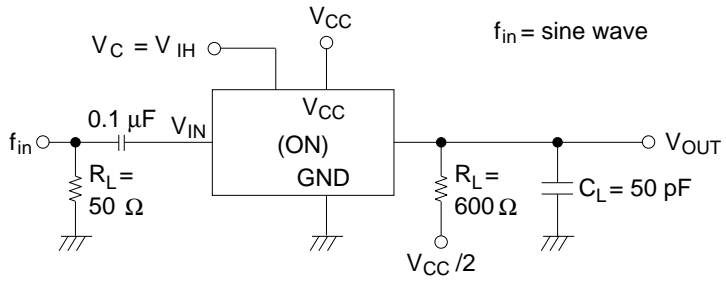 V_CC
V_C = V_IH
f_in = sine wave
0.1 μF
V_IN
V_CC
f_in
(ON)
V_OUT
GND
R_L =
50 Ω
R_L =
600 Ω
C_L = 50 pF
V_CC /2